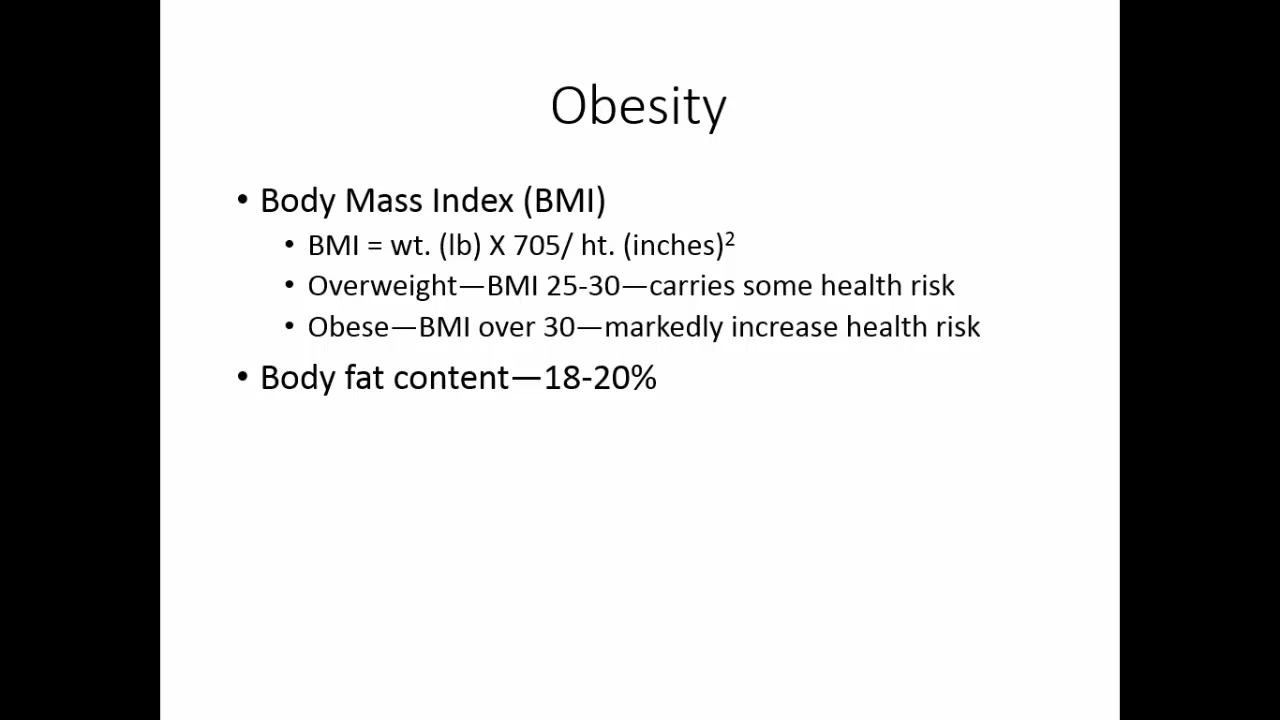 Obesity
• Body Mass Index (BMI)
• BMI = wt. (lb) X 705/ ht. (inches)²
• Overweight—BMI 25-30—carries some health risk
• Obese—BMI over 30—markedly increase health risk
• Body fat content—18-20%